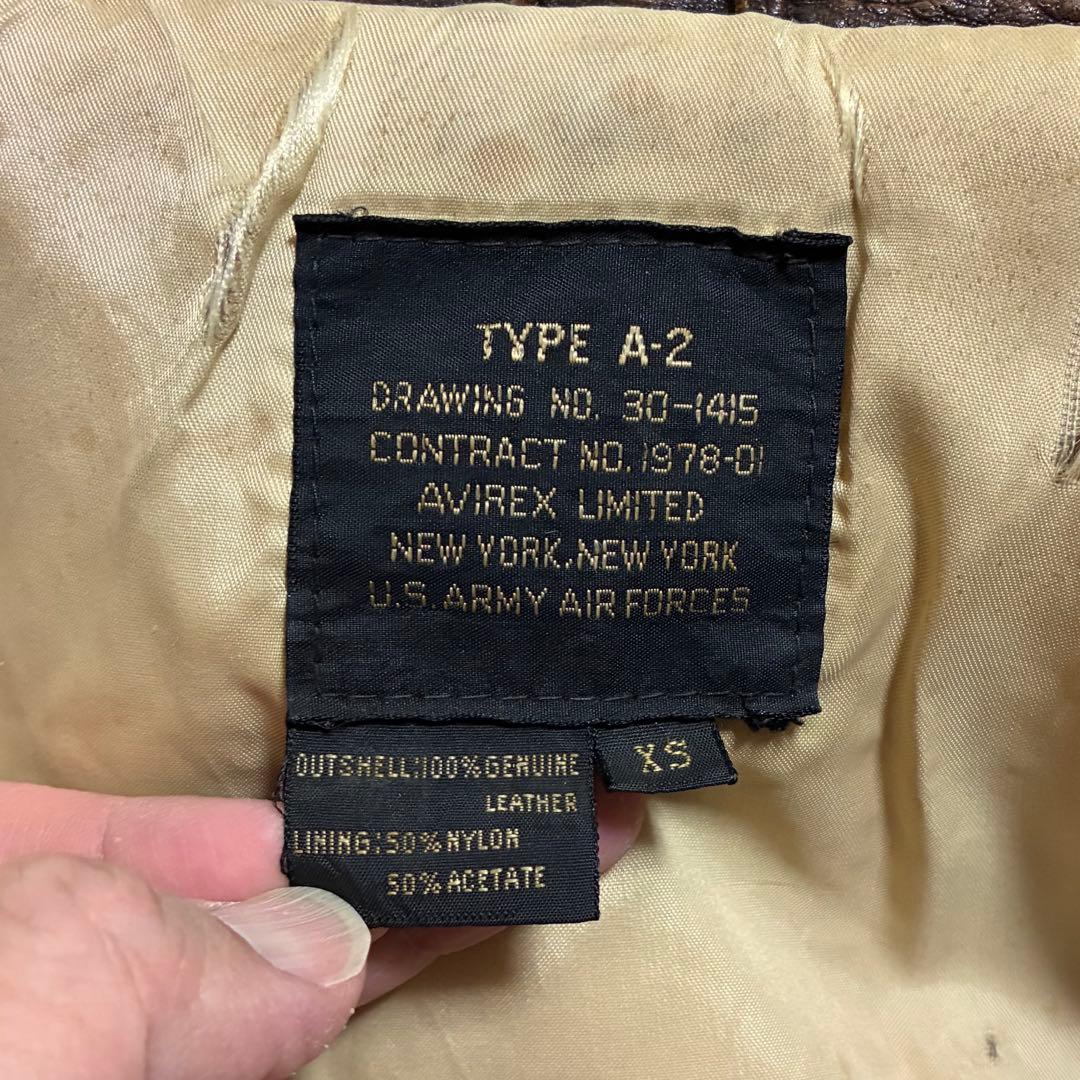 TYPE A-2
DRAWING NO. 30-1415
CONTRACT NO. 1978-01
AVIREX LIMITED
NEW YORK, NEW YORK
U.S. ARMY AIR FORCES
XS
OUTSHELL:100%GENUINE
LEATHER
LINING:50%NYLON
50%ACETATE